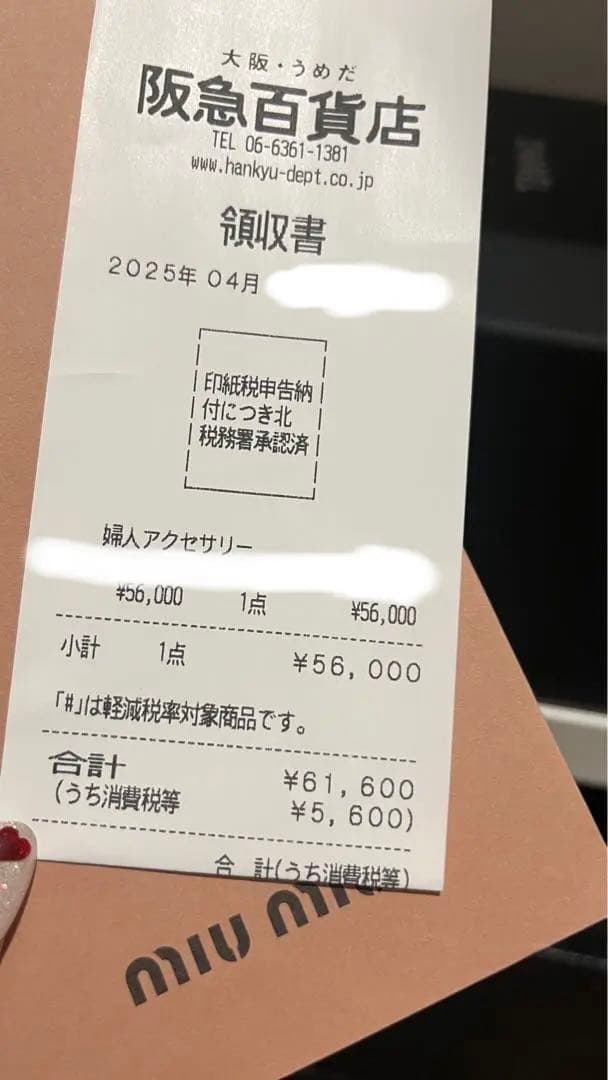 大阪・うめだ
阪急百貨店
TEL 06-6361-1381
www.hankyu-dept.co.jp
領収書
2025年 04月
印紙税申告納
付につき北
税務署承認済
婦人アクセサリー
¥56,000 1点 ¥56,000
小計 1点 ¥56,000
「#」は軽減税率対象商品です。
合計 ¥61,600
(うち消費税等 ¥5,600)
合 計(うち消費税等)
miu miu